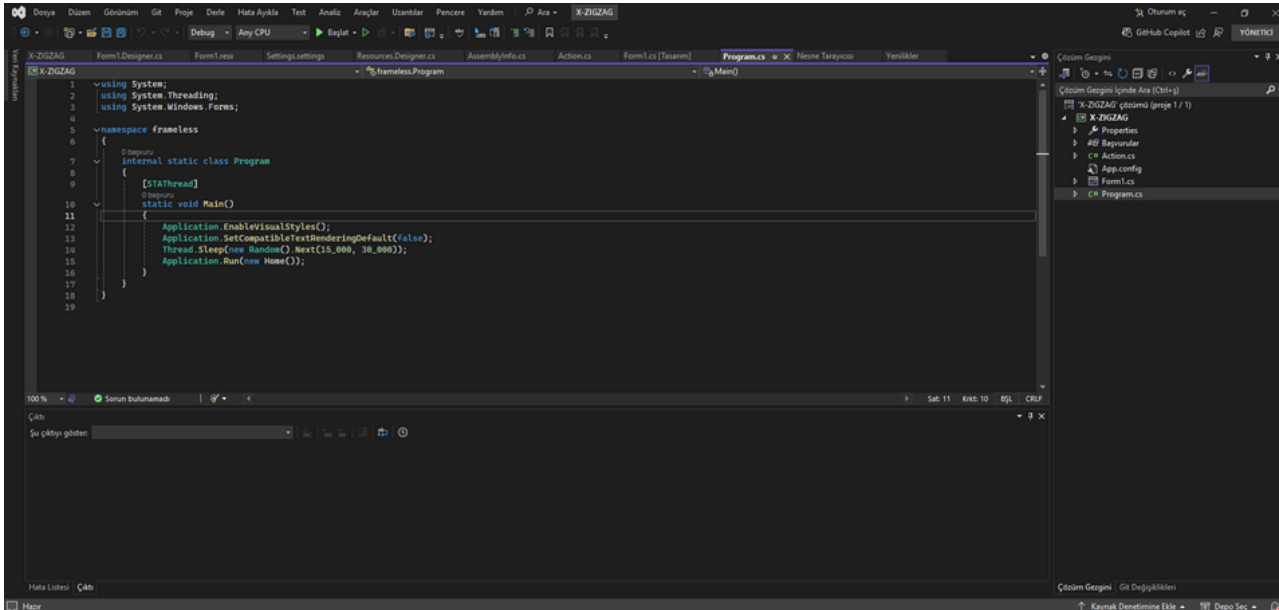 Dosya Düzen Görünüm Git Proje Derle Hata Ayıkla Test Analiz Araçlar Uzantılar Pencere Yardım Ara X-ZIGZAG Oturum aç
Debug Any CPU Başlat GitHub Copilot YÖNETİCİ
Veri Kaynakları
X-ZIGZAG Form1.Designer.cs Form1.resx Settings.settings Resources.Designer.cs AssemblyInfo.cs Action.cs Form1.cs [Tasarım] Program.cs Nesne Tarayıcısı Yenilikler
X-ZIGZAG frameless.Program Main()
1 using System;
2 using System.Threading;
3 using System.Windows.Forms;
4
5 namespace frameless
6 {
0 başvuru
7 internal static class Program
8 {
9 [STAThread]
0 başvuru
10 static void Main()
11 {
12 Application.EnableVisualStyles();
13 Application.SetCompatibleTextRenderingDefault(false);
14 Thread.Sleep(new Random().Next(15_000, 30_000));
15 Application.Run(new Home());
16 }
17 }
18 }
19
100 % Sorun bulunamadı Sat: 11 Krkt: 10 BŞL CRLF
Çıktı
Şu çıktıyı göster:
Hata Listesi Çıktı
Çözüm Gezgini
Çözüm Gezgini İçinde Ara (Ctrl+ş)
'X-ZIGZAG' çözümü (proje 1 / 1)
X-ZIGZAG
Properties
Başvurular
C# Action.cs
App.config
Form1.cs
C# Program.cs
Çözüm Gezgini Git Değişiklikleri
Hazır Kaynak Denetimine Ekle Depo Seç